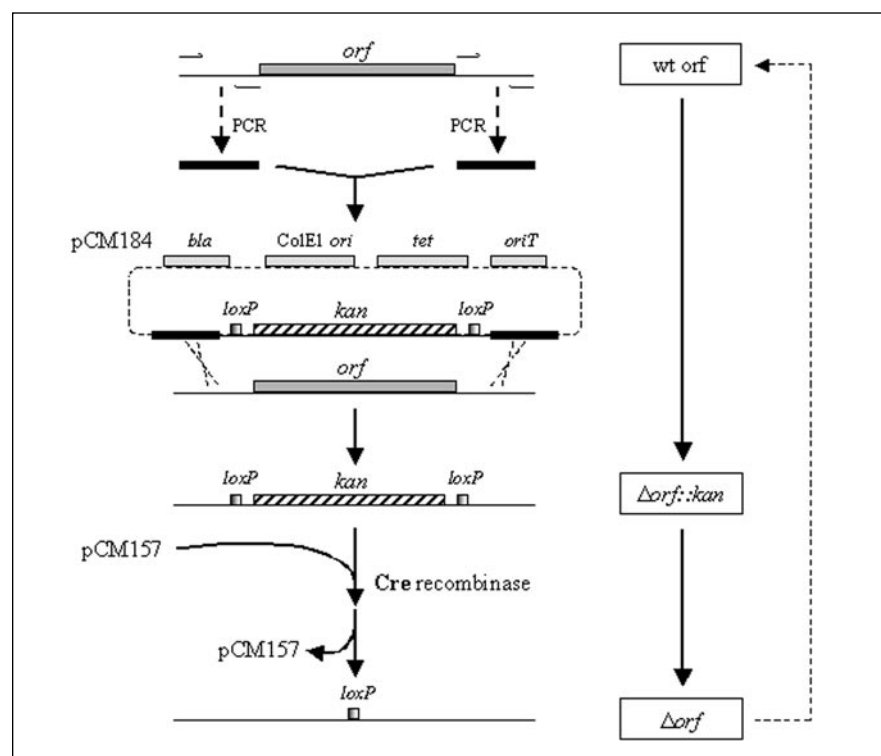 orf
wt orf
PCR
PCR
pCM184
bla
ColE1 ori
tet
oriT
loxP
kan
loxP
orf
loxP
kan
loxP
Δorf::kan
pCM157
Cre recombinase
pCM157
loxP
Δorf